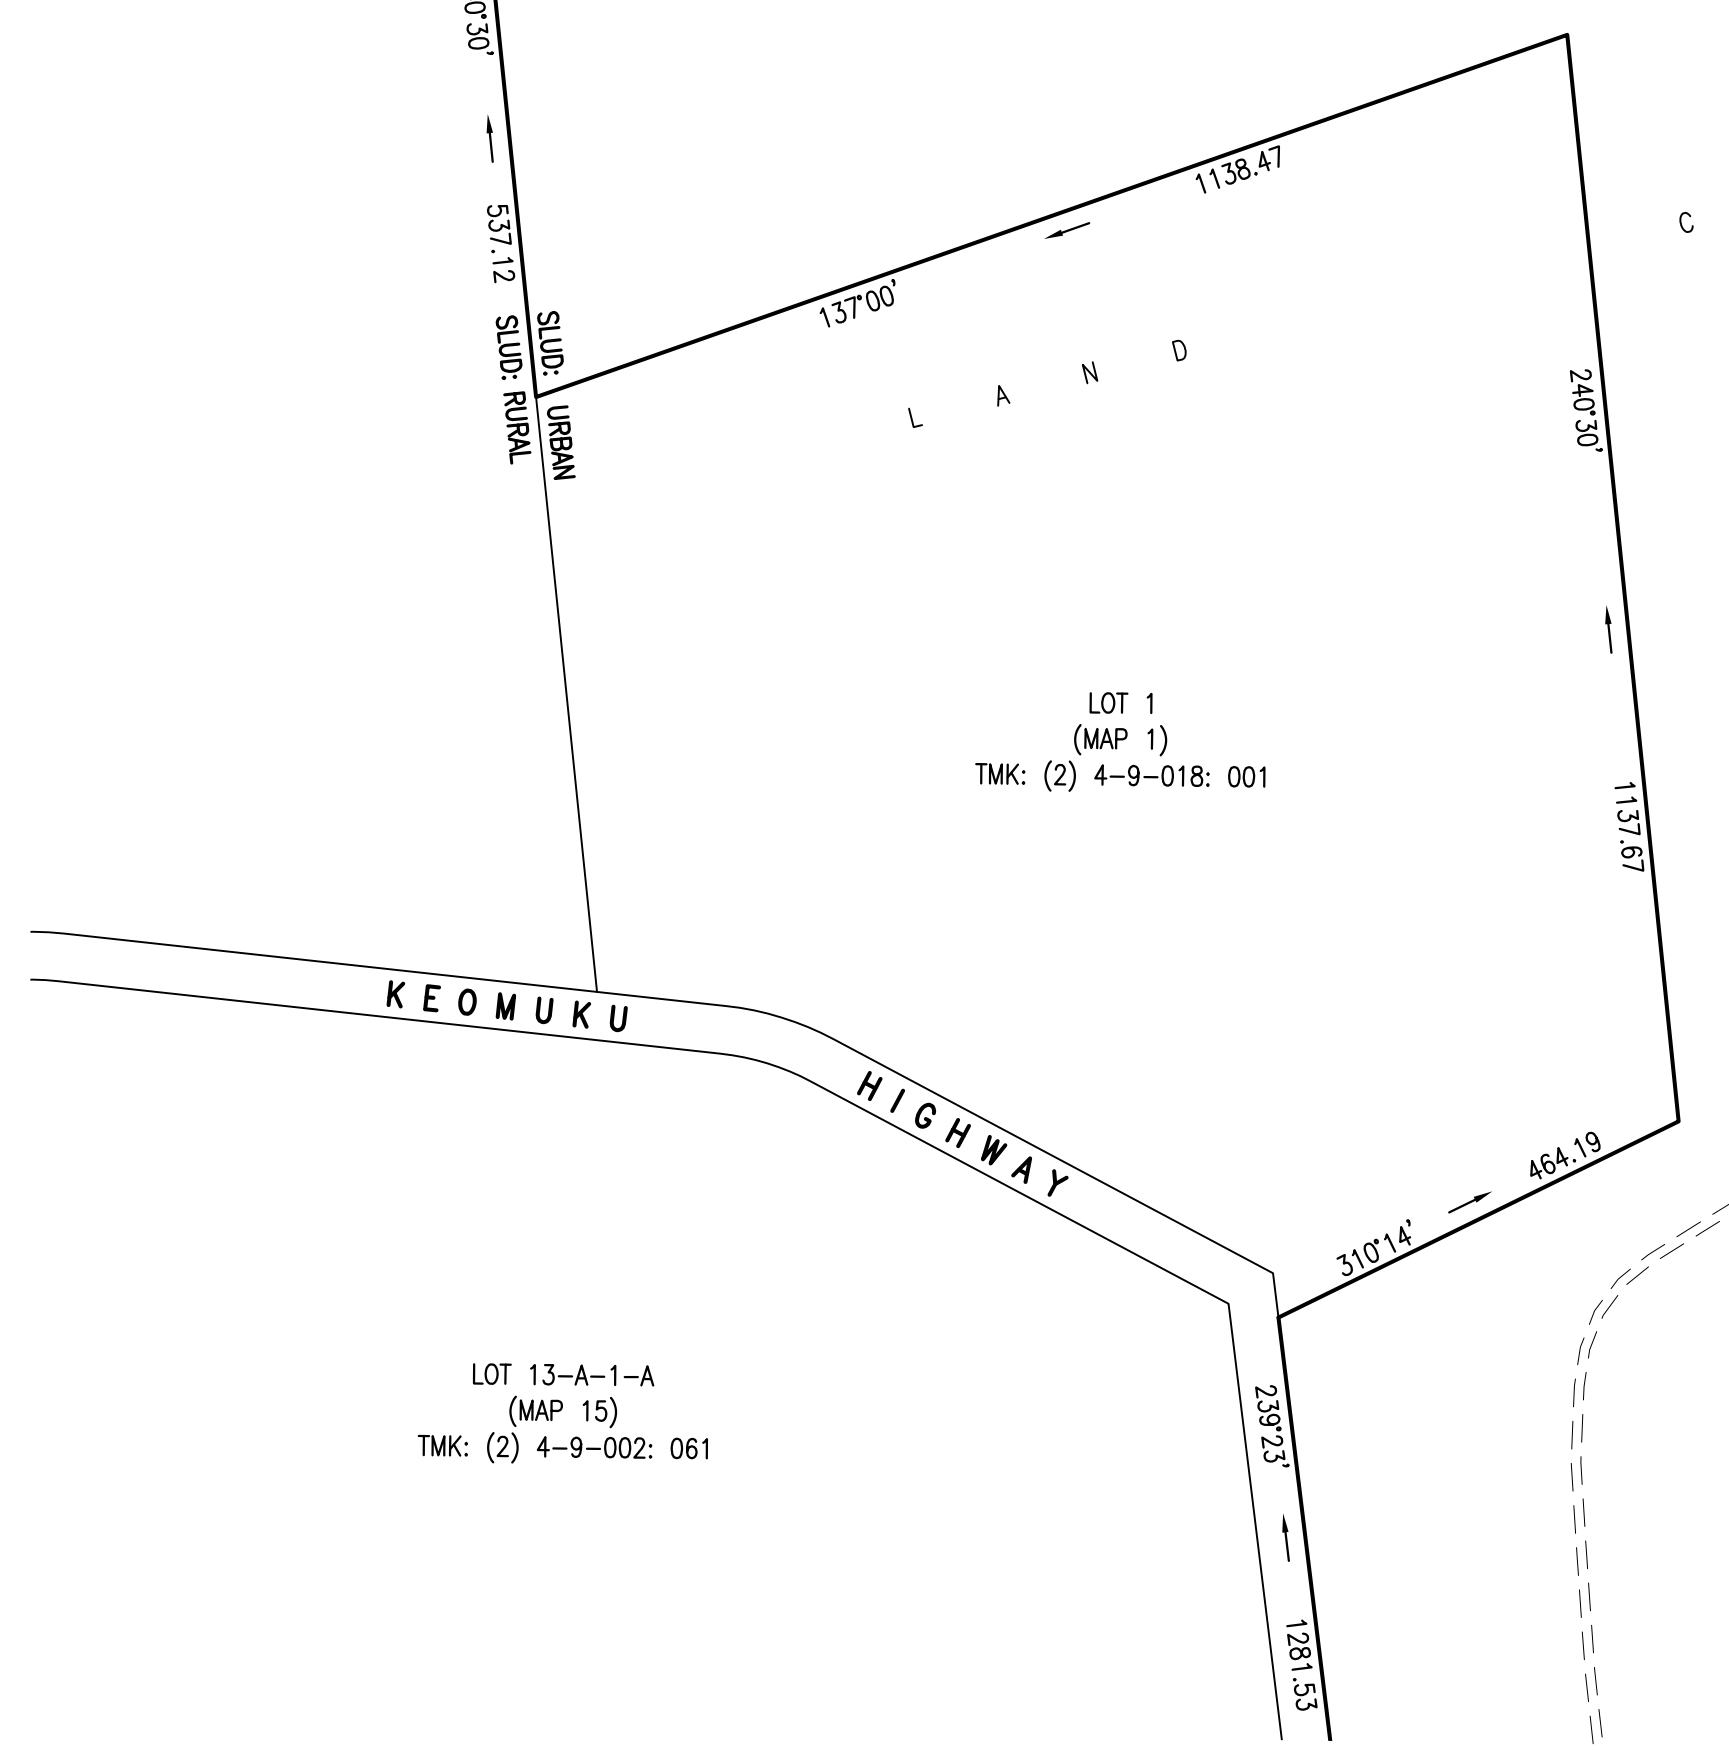 0°30'
537.12
SLUD: RURAL
SLUD: URBAN
137°00'
1138.47
C
L A N D
240°30'
1137.67
LOT 1
(MAP 1)
TMK: (2) 4-9-018: 001
KEOMUKU HIGHWAY
310°14'
464.19
LOT 13-A-1-A
(MAP 15)
TMK: (2) 4-9-002: 061
239°23'
1281.53